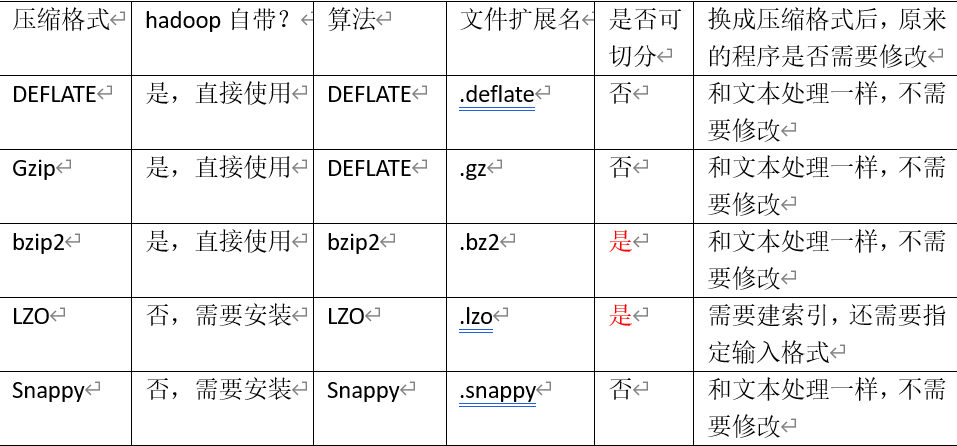 压缩格式 hadoop 自带？ 算法 文件扩展名 是否可 换成压缩格式后，原来
切分 的程序是否需要修改
DEFLATE 是，直接使用 DEFLATE .deflate 否 和文本处理一样，不需
要修改
Gzip 是，直接使用 DEFLATE .gz 否 和文本处理一样，不需
要修改
bzip2 是，直接使用 bzip2 .bz2 是 和文本处理一样，不需
要修改
LZO 否，需要安装 LZO .lzo 是 需要建索引，还需要指
定输入格式
Snappy 否，需要安装 Snappy .snappy 否 和文本处理一样，不需
要修改